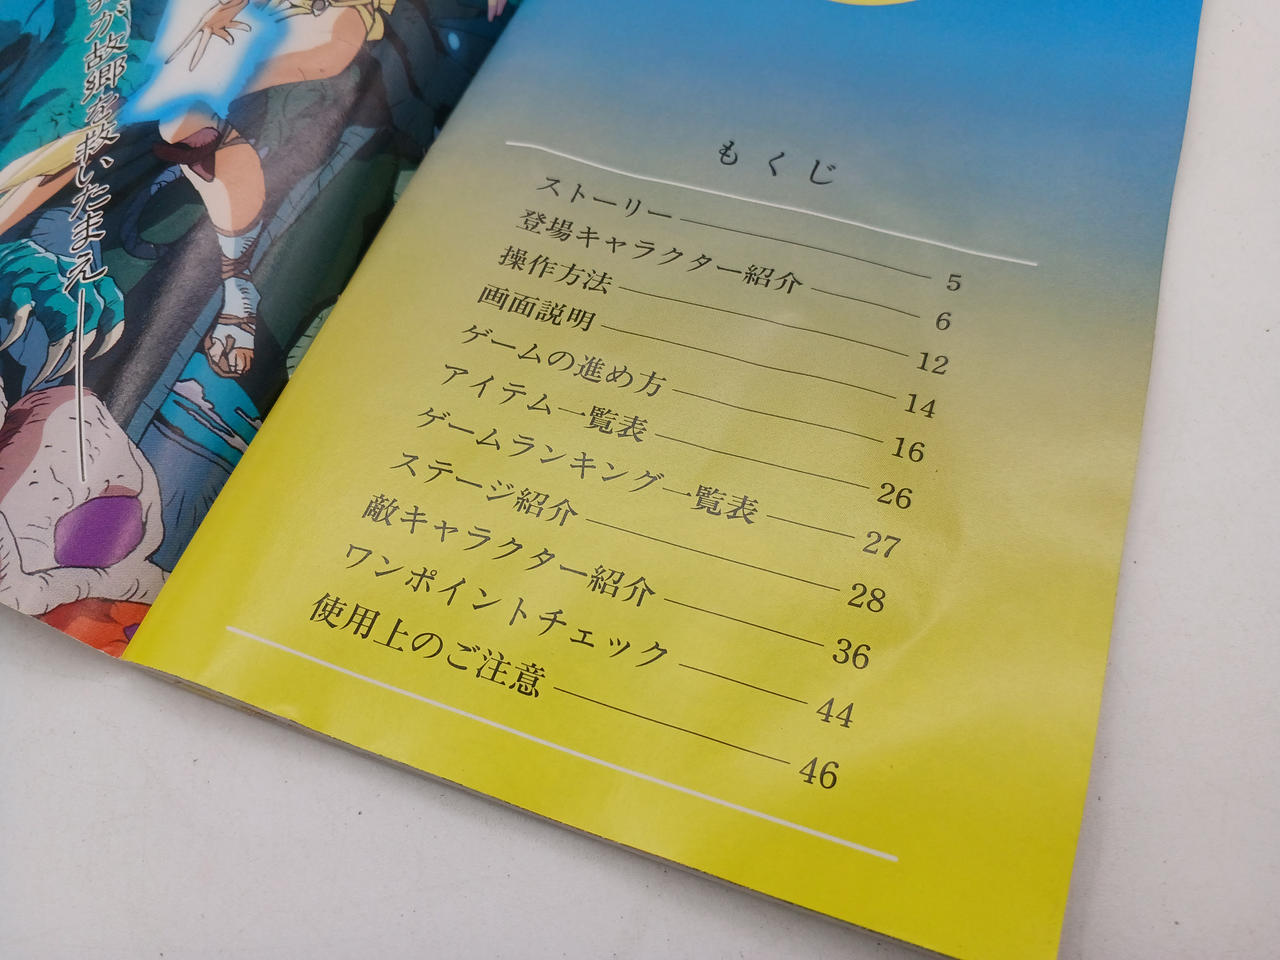 が故郷を救いたまえ――
もくじ
ストーリー 5
登場キャラクター紹介 6
操作方法 12
画面説明 14
ゲームの進め方 16
アイテム一覧表 26
ゲームランキング一覧表 27
ステージ紹介 28
敵キャラクター紹介 36
ワンポイントチェック 44
使用上のご注意 46